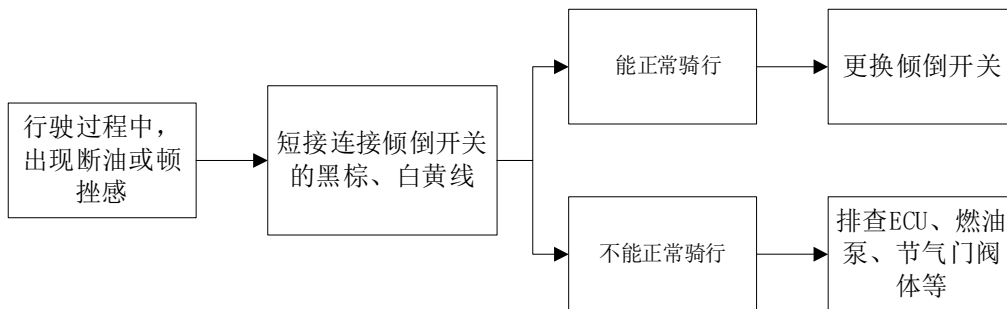 行驶过程中，
出现断油或顿
挫感
短接连接倾倒开关
的黑棕、白黄线
能正常骑行
更换倾倒开关
不能正常骑行
排查ECU、燃油
泵、节气门阀
体等